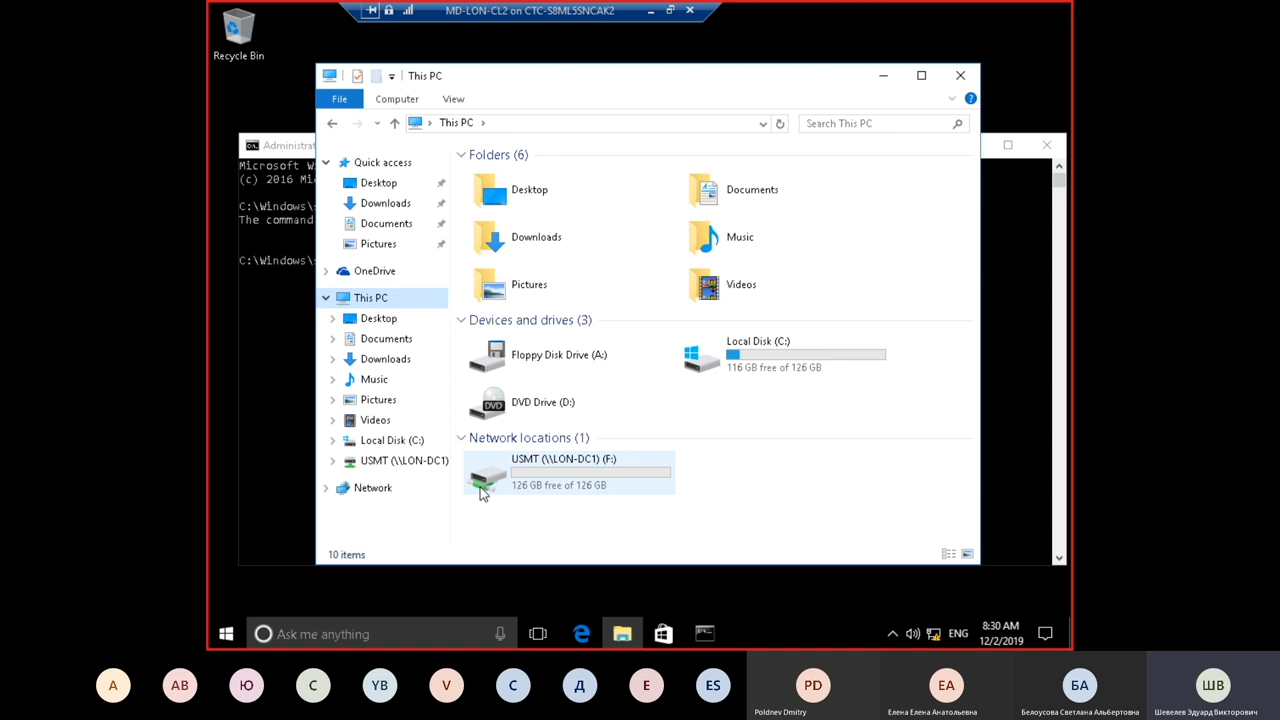 MD-LON-CL2 on CTC-S8ML5SNCAK2
Recycle Bin
This PC
File Computer View
This PC
Search This PC
Administrat
Microsoft W
(c) 2016 Mi
C:\Windows\s
The command
C:\Windows\s
Quick access
Desktop
Downloads
Documents
Pictures
OneDrive
This PC
Desktop
Documents
Downloads
Music
Pictures
Videos
Local Disk (C:)
USMT (\\LON-DC1)
Network
Folders (6)
Desktop
Documents
Downloads
Music
Pictures
Videos
Devices and drives (3)
Floppy Disk Drive (A:)
Local Disk (C:)
116 GB free of 126 GB
DVD
DVD Drive (D:)
Network locations (1)
USMT (\\LON-DC1) (F:)
126 GB free of 126 GB
10 items
Ask me anything
ENG
8:30 AM
12/2/2019
A АВ Ю С YB V С Д Е ES PD ЕА БА ШВ
Poldnev Dmitry
Елена Елена Анатольевна
Белоусова Светлана Альбертовна
Шевелев Эдуард Викторович